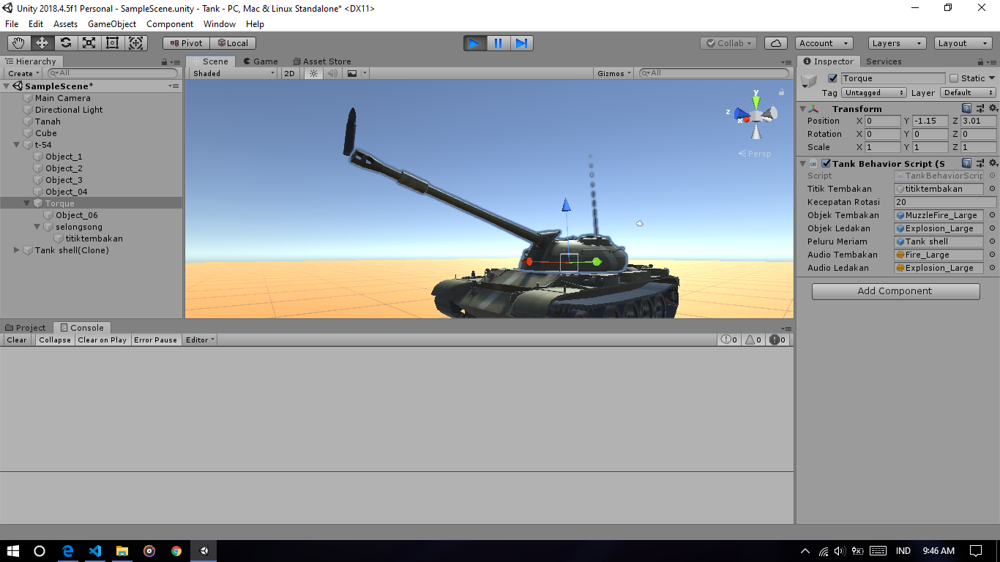 Unity 2018.4.5f1 Personal - SampleScene.unity - Tank - PC, Mac & Linux Standalone* <DX11>
File Edit Assets GameObject Component Window Help
Pivot Local Collab Account Layers Layout
Hierarchy
Create All
SampleScene*
Main Camera
Directional Light
Tanah
Cube
t-54
Object_1
Object_2
Object_3
Object_04
Torque
Object_06
selongsong
titiktembakan
Tank shell(Clone)
Scene Game Asset Store
Shaded 2D Gizmos All
y
z
x
Persp
Inspector Services
Torque Static
Tag Untagged Layer Default
Transform
Position X 0 Y -1.15 Z 3.01
Rotation X 0 Y 0 Z 0
Scale X 1 Y 1 Z 1
Tank Behavior Script (S
Script TankBehaviorScrip
Titik Tembakan titiktembakan
Kecepatan Rotasi 20
Objek Tembakan MuzzleFire_Large
Objek Ledakan Explosion_Large
Peluru Meriam Tank shell
Audio Tembakan Fire_Large
Audio Ledakan Explosion_Large
Add Component
Project Console
Clear Collapse Clear on Play Error Pause Editor 0 0 0
IND 9:46 AM